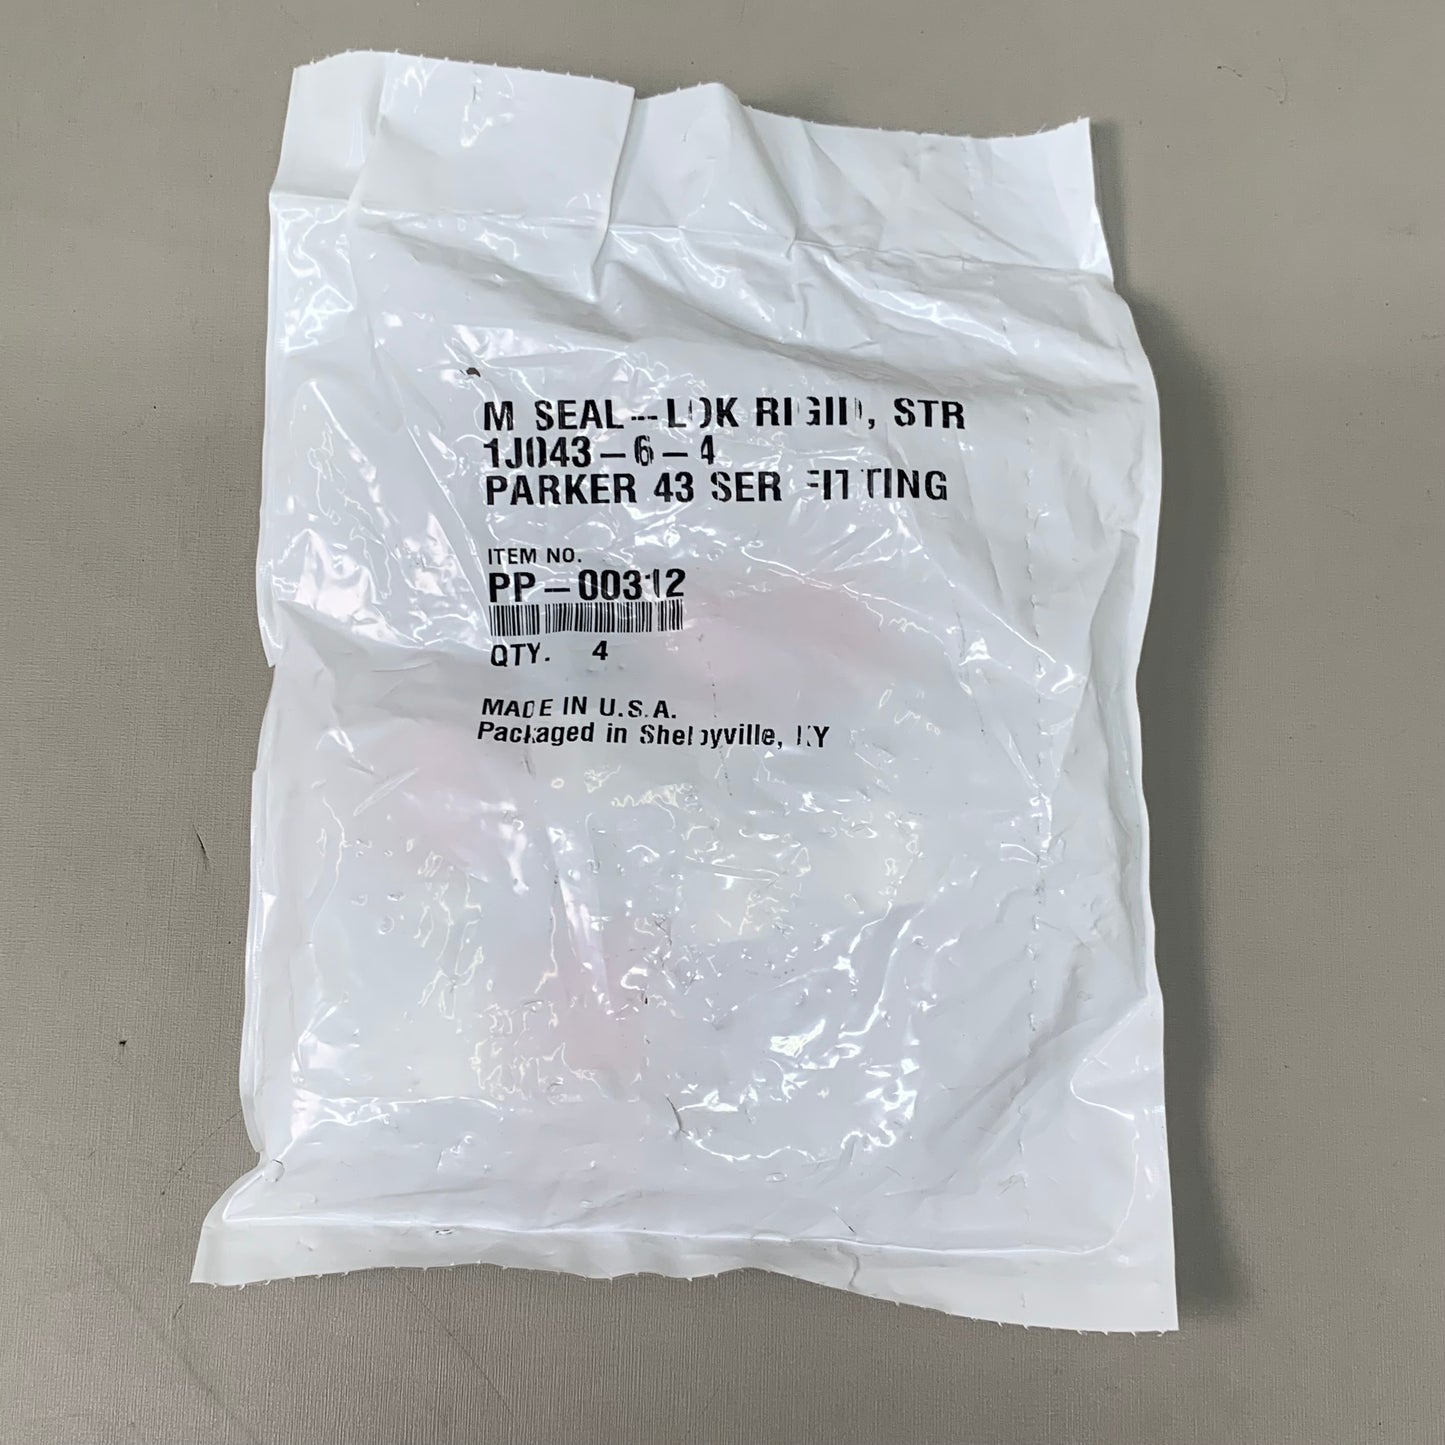 M SEAL--LOK RIGID, STR
1J043-6-4
PARKER 43 SER FITTING
ITEM NO.
PP-00312
QTY. 4
MADE IN U.S.A.
Packaged in Shelbyville, KY